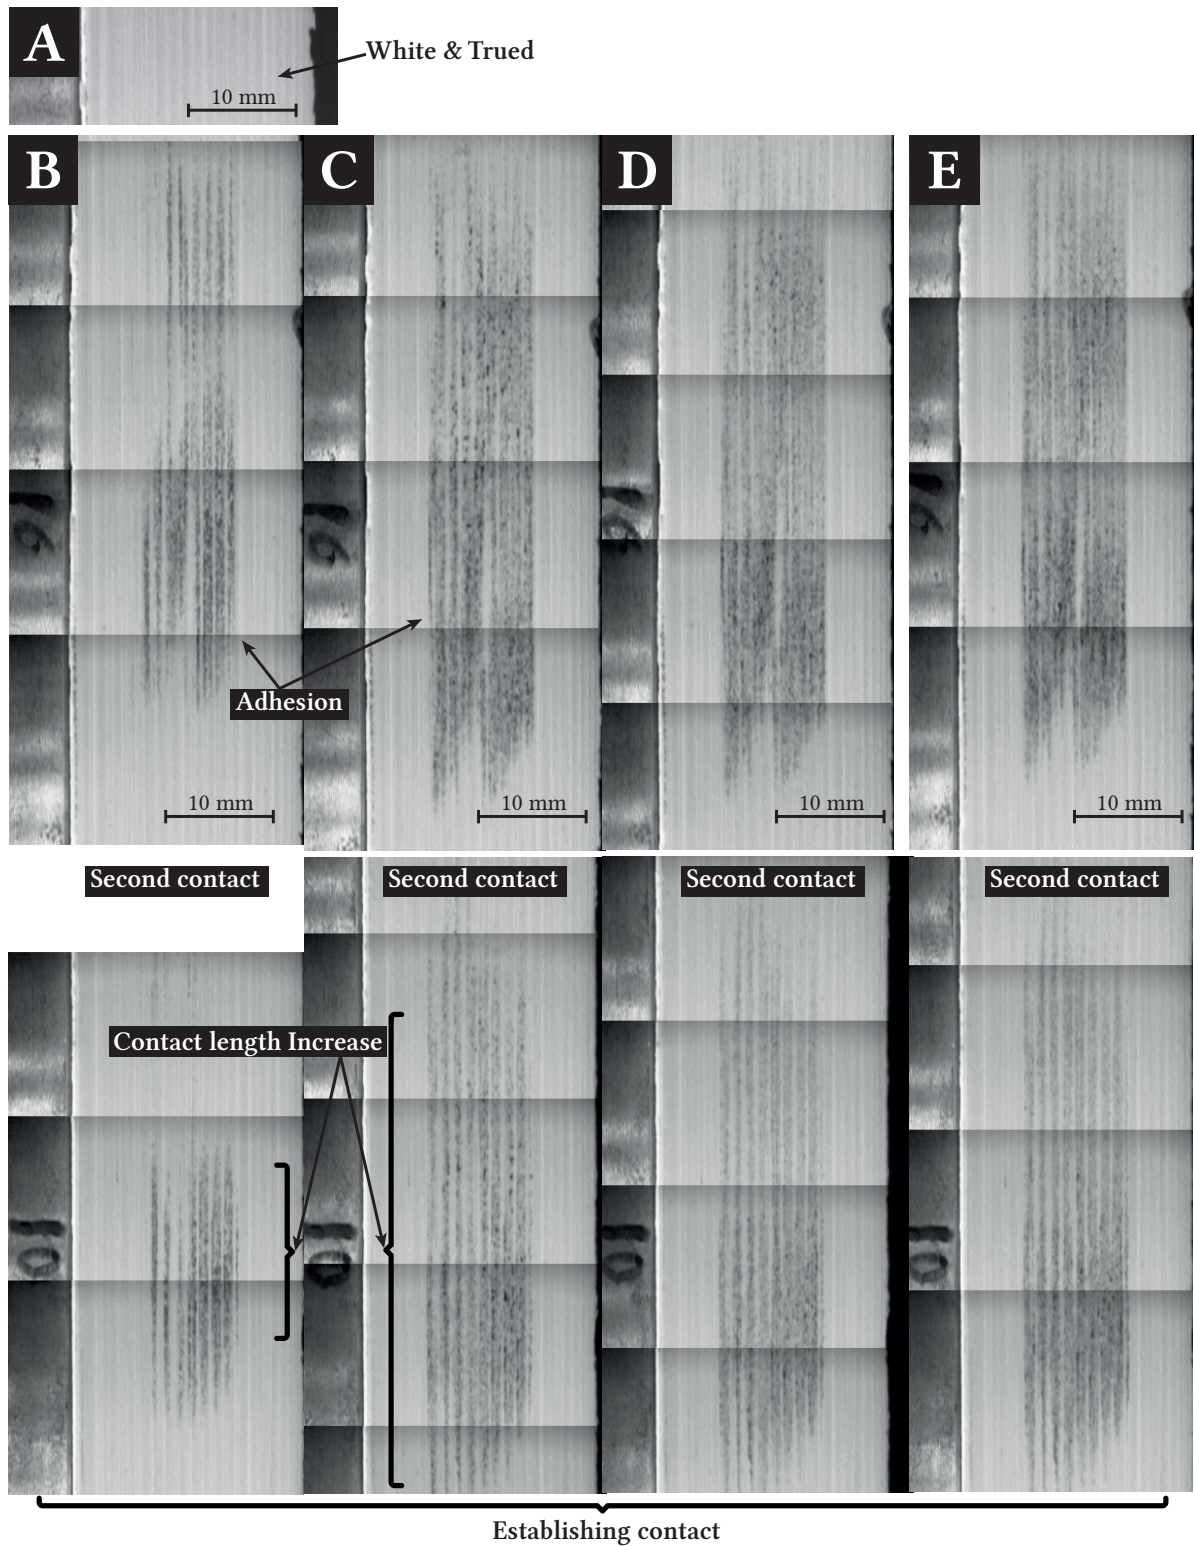 A
White & Trued
10 mm
B
C
D
E
Adhesion
10 mm
10 mm
10 mm
10 mm
Second contact
Second contact
Second contact
Second contact
Contact length Increase
Establishing contact